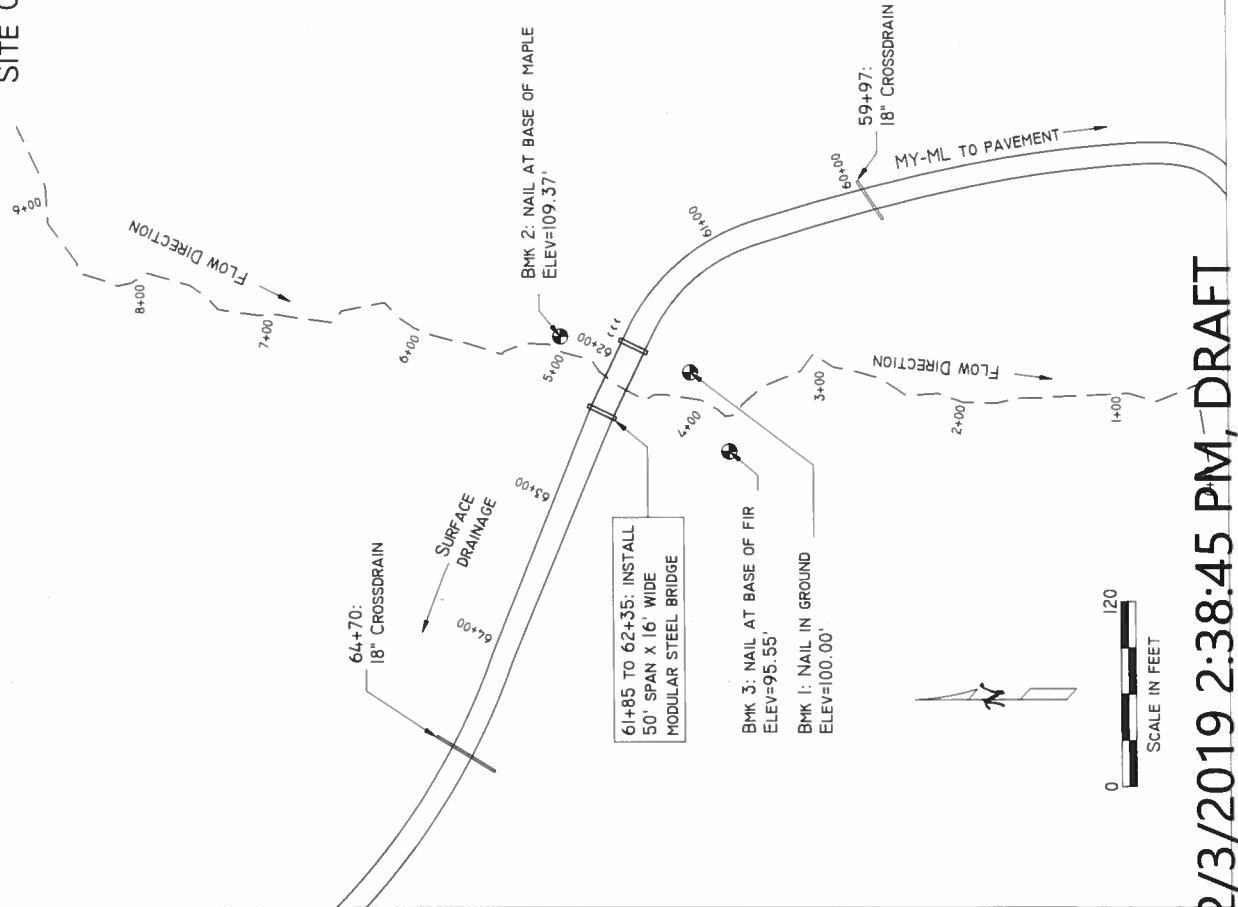 SITE
9+00
FLOW DIRECTION
8+00
7+00
6+00
5+00
BMK 2: NAIL AT BASE OF MAPLE
ELEV=109.37'
62+00
61+00
60+00
59+97:
18" CROSSDRAIN
MY-ML TO PAVEMENT
64+70:
18" CROSSDRAIN
SURFACE
DRAINAGE
63+00
64+00
4+00
3+00
FLOW DIRECTION
2+00
1+00
61+85 TO 62+35: INSTALL
50' SPAN X 16' WIDE
MODULAR STEEL BRIDGE
BMK 3: NAIL AT BASE OF FIR
ELEV=95.55'
BMK 1: NAIL IN GROUND
ELEV=100.00'
N
0 120
SCALE IN FEET
2/3/2019 2:38:45 PM, DRAFT